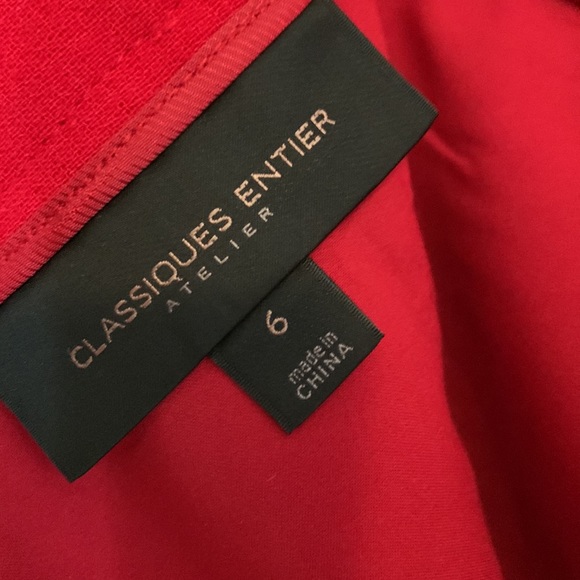 CLASSIQUES ENTIER
ATELIER
6
made in
CHINA